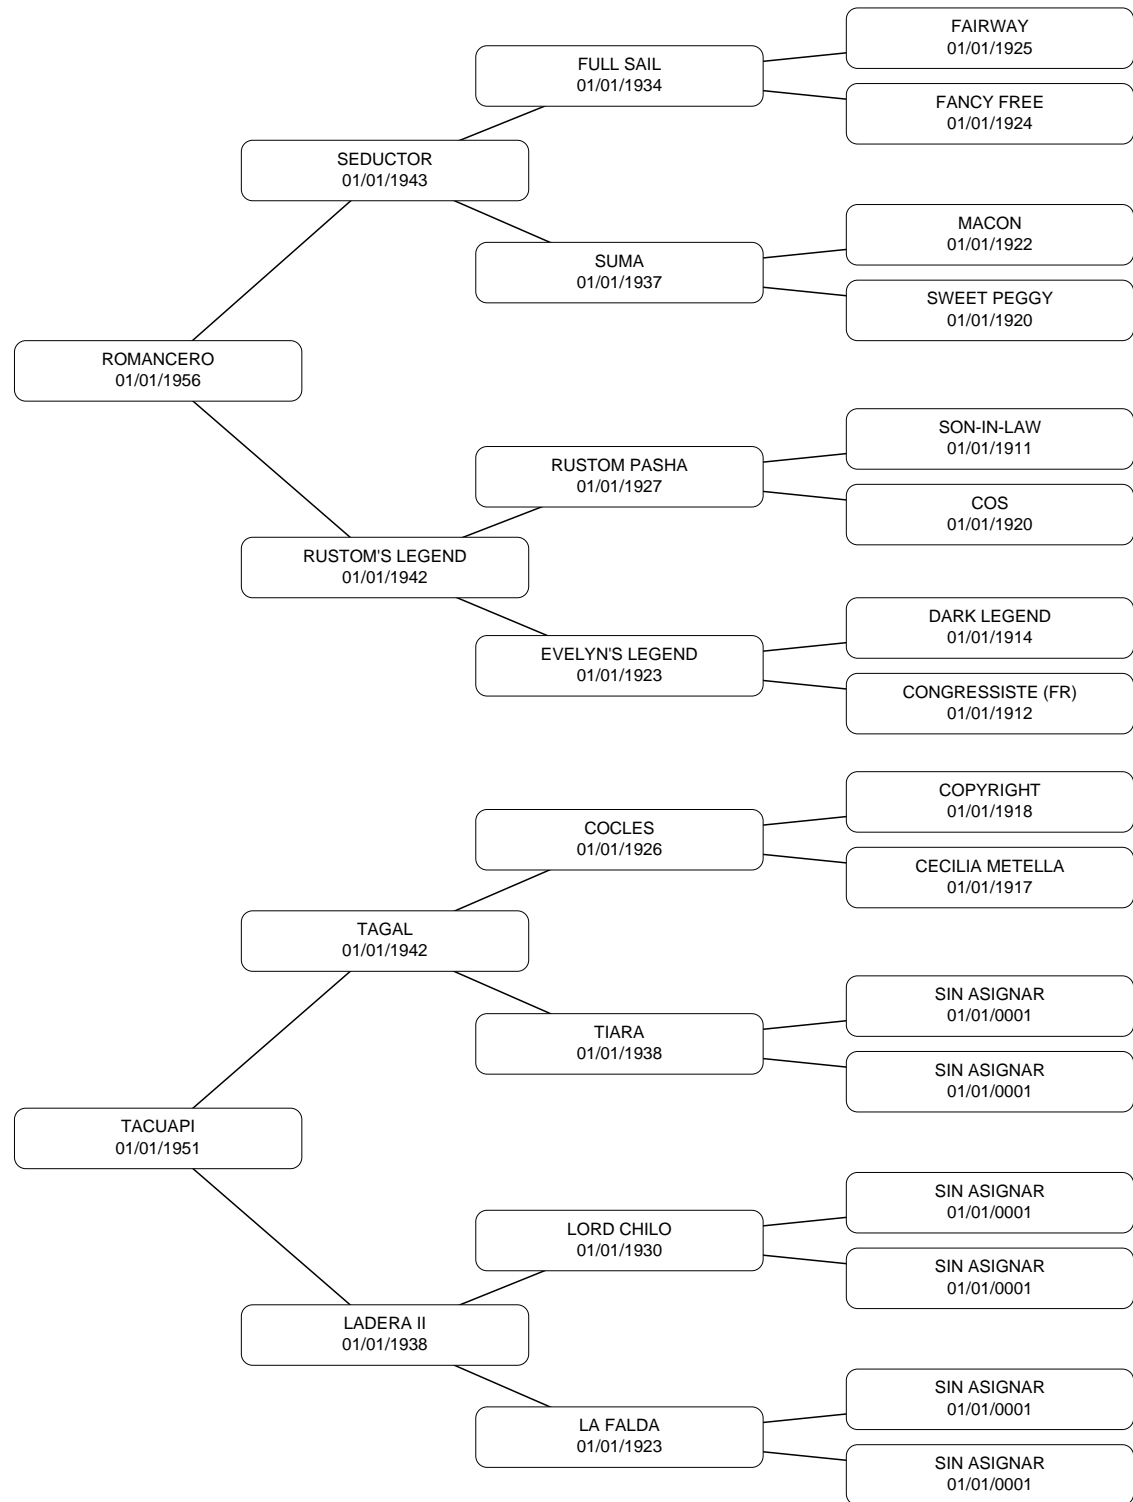 FAIRWAY
01/01/1925
FULL SAIL
01/01/1934
FANCY FREE
01/01/1924
SEDUCTOR
01/01/1943
MACON
01/01/1922
SUMA
01/01/1937
SWEET PEGGY
01/01/1920
ROMANCERO
01/01/1956
SON-IN-LAW
01/01/1911
RUSTOM PASHA
01/01/1927
COS
01/01/1920
RUSTOM'S LEGEND
01/01/1942
DARK LEGEND
01/01/1914
EVELYN'S LEGEND
01/01/1923
CONGRESSISTE (FR)
01/01/1912
COPYRIGHT
01/01/1918
COCLES
01/01/1926
CECILIA METELLA
01/01/1917
TAGAL
01/01/1942
SIN ASIGNAR
01/01/0001
TIARA
01/01/1938
SIN ASIGNAR
01/01/0001
TACUAPI
01/01/1951
SIN ASIGNAR
01/01/0001
LORD CHILO
01/01/1930
SIN ASIGNAR
01/01/0001
LADERA II
01/01/1938
SIN ASIGNAR
01/01/0001
LA FALDA
01/01/1923
SIN ASIGNAR
01/01/0001